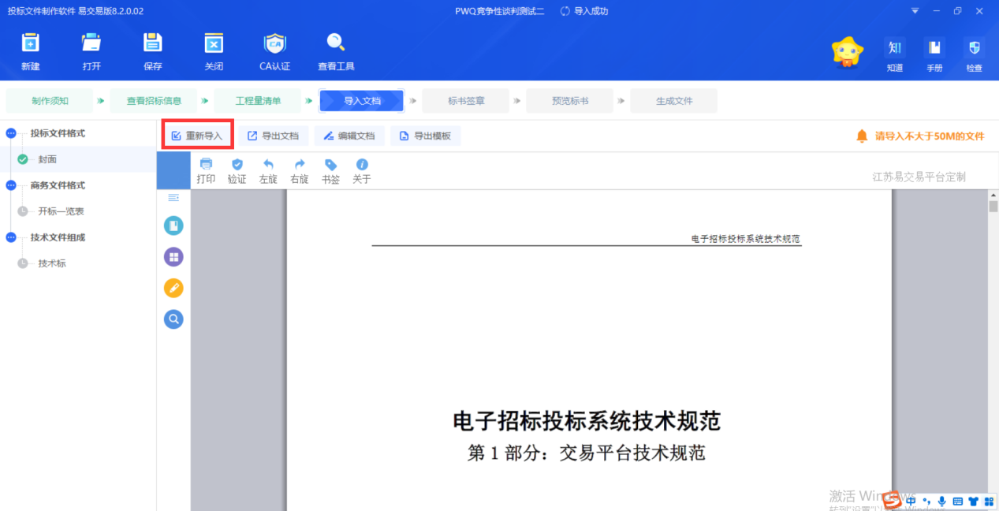 投标文件制作软件 易交易版8.2.0.02
PWQ竞争性谈判测试二 导入成功
新建 打开 保存 关闭 CA认证 查看工具
知 知道 手册 检查
制作须知 查看招标信息 工程量清单 导入文档 标书签章 预览标书 生成文件
投标文件格式
封面
商务文件格式
开标一览表
技术文件组成
技术标
重新导入 导出文档 编辑文档 导出模板
请导入不大于50M的文件
打印 验证 左旋 右旋 书签 关于
江苏易交易平台定制
电子招标投标系统技术规范
电子招标投标系统技术规范
第 1 部分：交易平台技术规范
激活 Windows
中